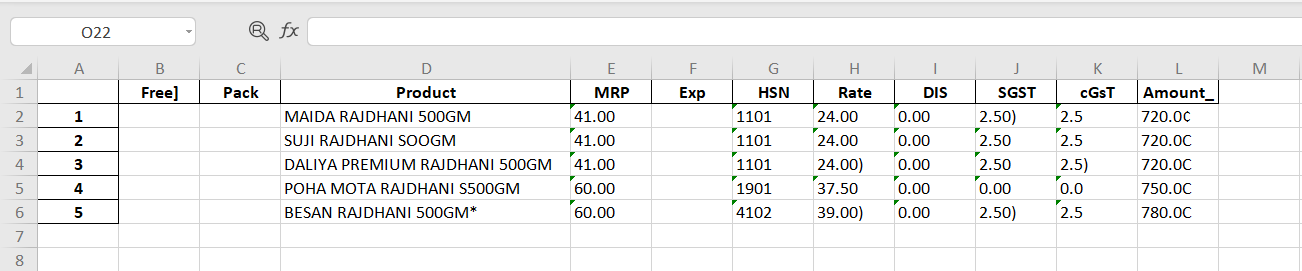 O22 fx
A B C D E F G H I J K L M
1 Free] Pack Product MRP Exp HSN Rate DIS SGST cGsT Amount_
2 1 MAIDA RAJDHANI 500GM 41.00 1101 24.00 0.00 2.50) 2.5 720.0¢
3 2 SUJI RAJDHANI SOOGM 41.00 1101 24.00 0.00 2.50 2.5 720.0C
4 3 DALIYA PREMIUM RAJDHANI 500GM 41.00 1101 24.00) 0.00 2.50 2.5) 720.0C
5 4 POHA MOTA RAJDHANI S500GM 60.00 1901 37.50 0.00 0.00 0.0 750.0C
6 5 BESAN RAJDHANI 500GM* 60.00 4102 39.00) 0.00 2.50) 2.5 780.0C
7
8